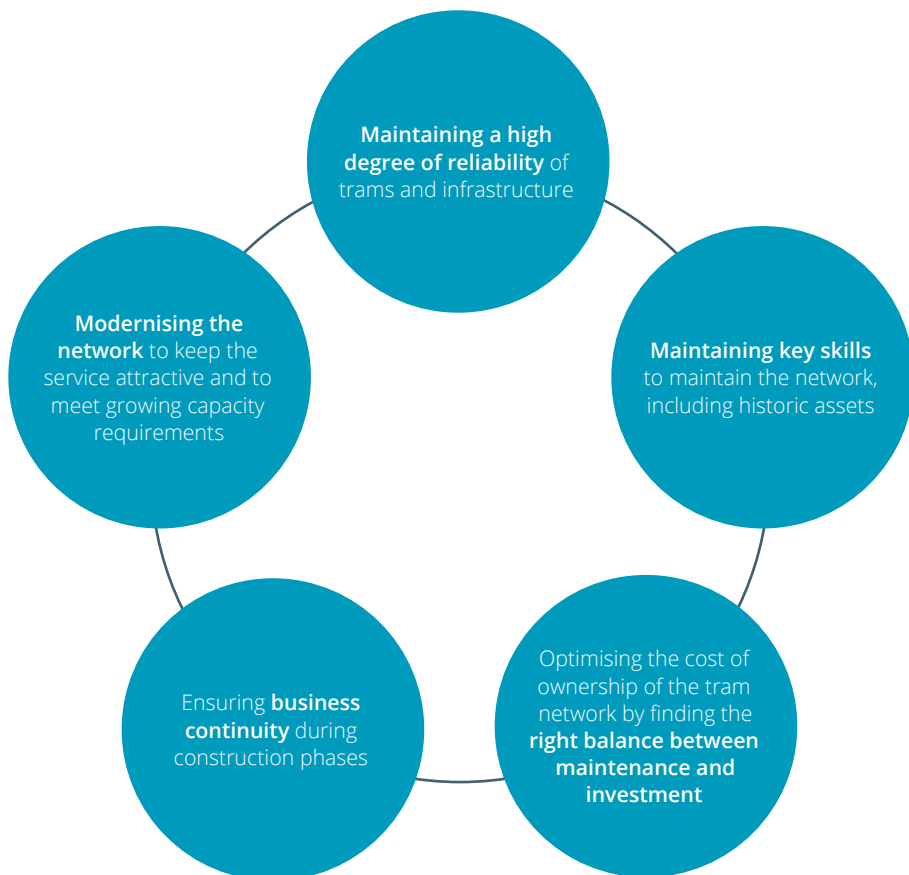 Maintaining a high
degree of reliability of
trams and infrastructure
Maintaining key skills
to maintain the network,
including historic assets
Optimising the cost of
ownership of the tram
network by finding the
right balance between
maintenance and
investment
Ensuring business
continuity during
construction phases
Modernising the
network to keep the
service attractive and to
meet growing capacity
requirements